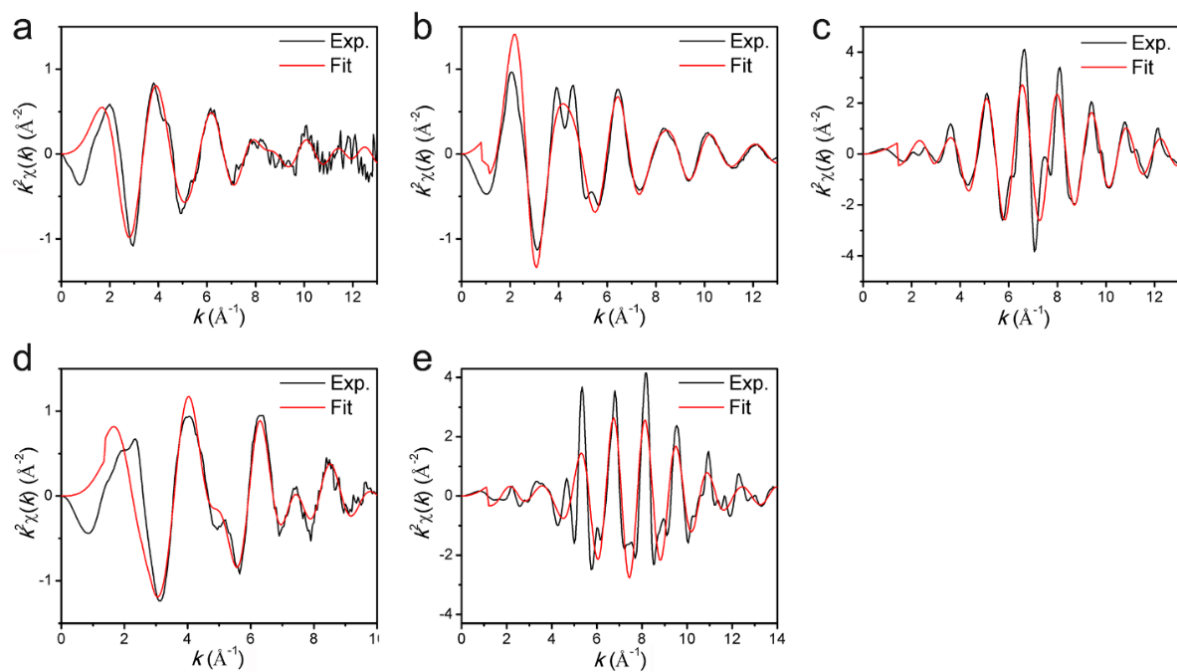 a
Exp.
Fit
1
0
-1
k²χ(k) (Å⁻²)
0 2 4 6 8 10 12
k (Å⁻¹)
b
Exp.
Fit
1
0
-1
k²χ(k) (Å⁻²)
0 2 4 6 8 10 12 14
k (Å⁻¹)
c
Exp.
Fit
4
2
0
-2
-4
k²χ(k) (Å⁻²)
0 2 4 6 8 10 12
k (Å⁻¹)
d
Exp.
Fit
1
0
-1
k²χ(k) (Å⁻²)
0 2 4 6 8 10
k (Å⁻¹)
e
Exp.
Fit
4
2
0
-2
-4
k²χ(k) (Å⁻²)
0 2 4 6 8 10 12 14
k (Å⁻¹)